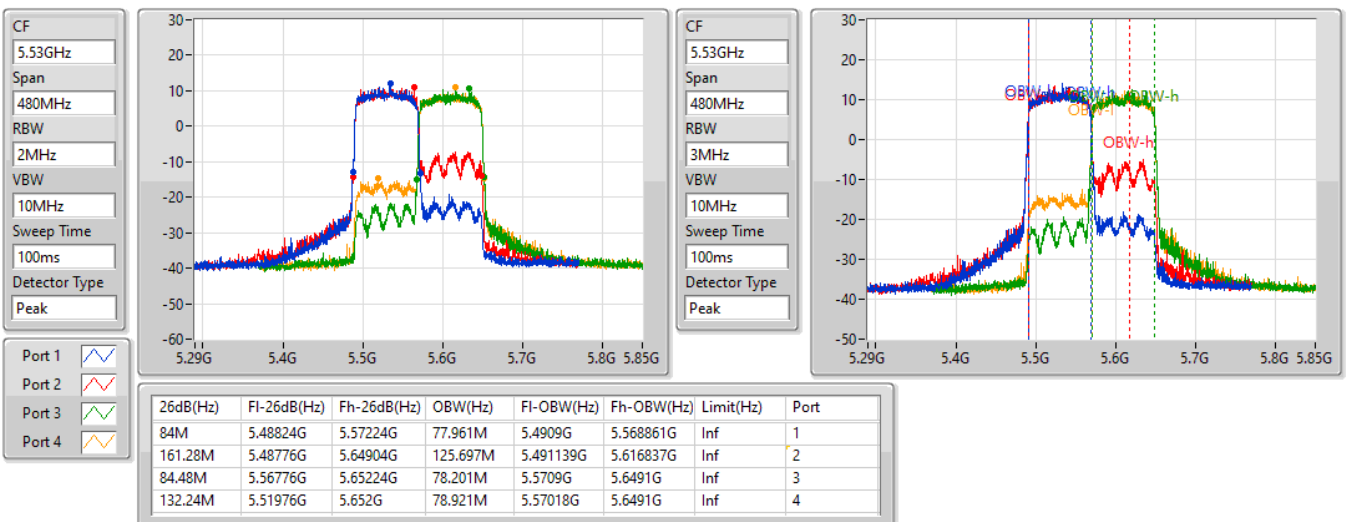 CF
5.53GHz
Span
480MHz
RBW
2MHz
VBW
10MHz
Sweep Time
100ms
Detector Type
Peak
30
20
10
0
-10
-20
-30
-40
-50
-60
5.29G 5.4G 5.5G 5.6G 5.7G 5.8G 5.85G
CF
5.53GHz
Span
480MHz
RBW
3MHz
VBW
10MHz
Sweep Time
100ms
Detector Type
Peak
30
20
10
0
-10
-20
-30
-40
-50
OBW-h
5.29G 5.4G 5.5G 5.6G 5.7G 5.8G 5.85G
Port 1
Port 2
Port 3
Port 4
26dB(Hz) Fl-26dB(Hz) Fh-26dB(Hz) OBW(Hz) Fl-OBW(Hz) Fh-OBW(Hz) Limit(Hz) Port
84M 5.48824G 5.57224G 77.961M 5.4909G 5.568861G Inf 1
161.28M 5.48776G 5.64904G 125.697M 5.491139G 5.616837G Inf 2
84.48M 5.56776G 5.65224G 78.201M 5.5709G 5.6491G Inf 3
132.24M 5.51976G 5.652G 78.921M 5.57018G 5.6491G Inf 4